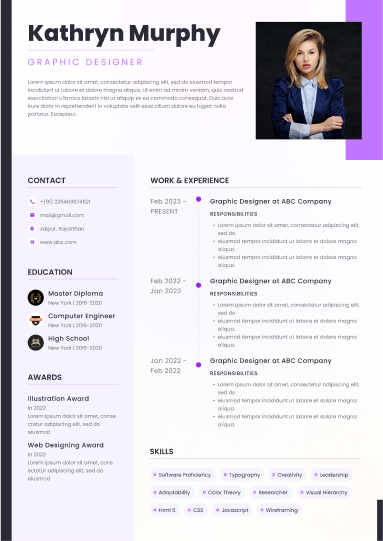 Kathryn Murphy
GRAPHIC DESIGNER
Lorem ipsum dolor sit amet, consectetur adipiscing elit, sed do eiusmod tempor
incididunt ut labore et dolore magna aliqua. Ut enim ad minim veniam, quis nostrud
exercitation ullamco laboris nisi ut aliquip ex ea commodo consequat. Duis aute
irure dolor in reprehenderit in voluptate velit esse cillum dolore eu fugiat nulla
pariatur. Excepteur.
CONTACT
+(91) 235469874521
mail@gmail.com
Jaipur, Rajasthan
www.abc.com
EDUCATION
Master Diploma
New York | 2016-2020
Computer Engineer
New York | 2016-2020
High School
New York | 2016-2020
AWARDS
Illustration Award
In 2022
Lorem ipsum dolor sit amet, conse
ctetur adipiscing elit, sed do
eiusmod
Web Designing Award
In 2022
Lorem ipsum dolor sit amet, cons
ectetur adipiscing elit, sed do
eiusmod
WORK & EXPERIENCE
Feb 2023 -
PRESENT
Graphic Designer at ABC Company
RESPONSIBILITIES
• Lorem ipsum dolor sit amet, consectetur adipiscing elit,
sed do
• eiusmod tempor incididunt ut labore et dolore magna
aliqua.
• eiusmod tempor incididunt ut labore et dolore magna
aliqua.
Feb 2022 -
Jan 2023
Graphic Designer at ABC Company
RESPONSIBILITIES
• Lorem ipsum dolor sit amet, consectetur adipiscing elit,
sed do
• eiusmod tempor incididunt ut labore et dolore magna
aliqua.
• eiusmod tempor incididunt ut labore et dolore magna
aliqua.
Jan 2022 -
Feb 2022
Graphic Designer at ABC Company
RESPONSIBILITIES
• Lorem ipsum dolor sit amet, consectetur adipiscing elit,
sed do
• eiusmod tempor incididunt ut labore et dolore magna
aliqua.
• eiusmod tempor incididunt ut labore et dolore magna
aliqua.
SKILLS
Software Proficiency Typography Creativity Leadership
Adaptability Color Theory Researcher Visual Hierarchy
Html 5 CSS Javascript Wireframing